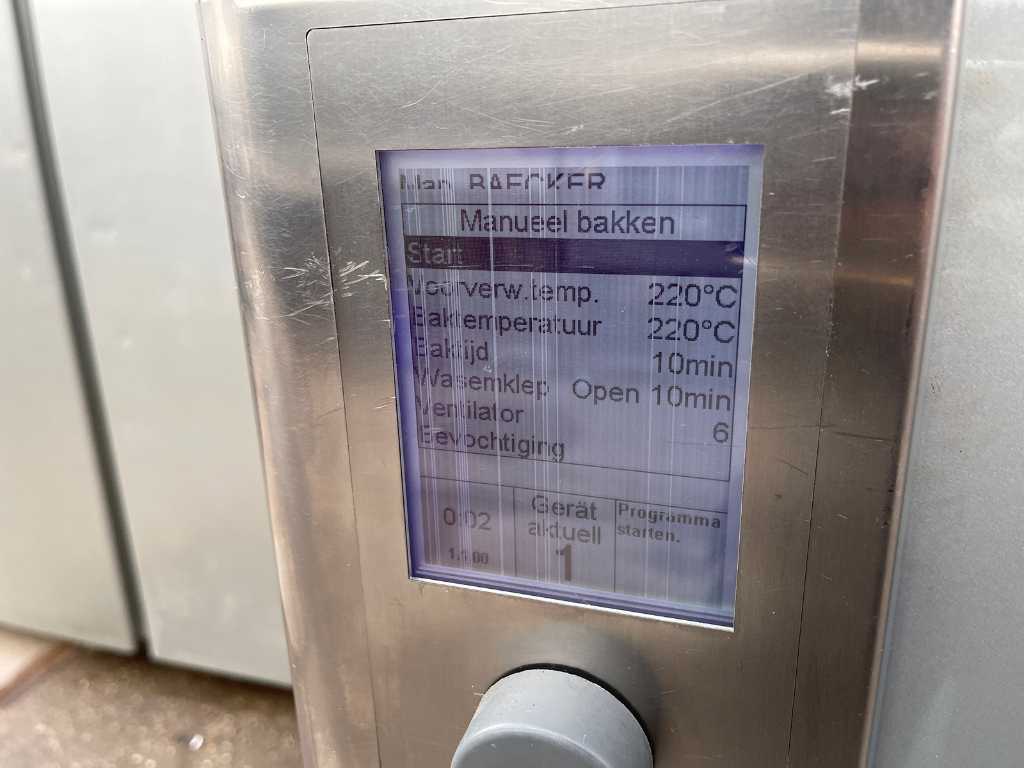 Man. BAECKER
Manueel bakken
Start
Voorverw.temp. 220°C
Baktemperatuur 220°C
Baktijd 10min
Wasemklep Open 10min
Ventilator 6
Bevochtiging
0:02
Gerät
aktuell
1
Programma
starten.